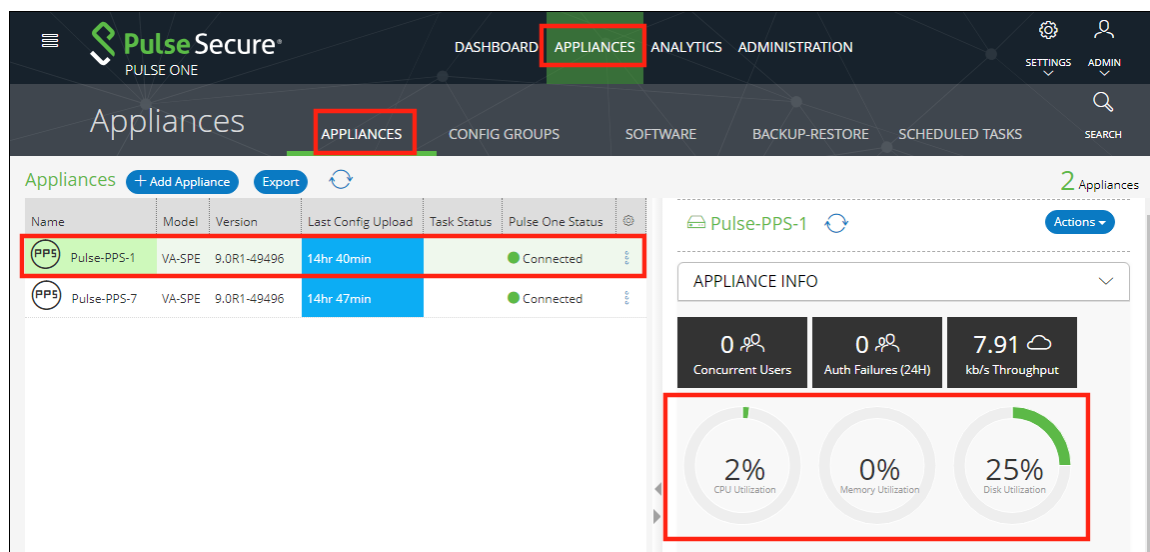 Pulse Secure®
PULSE ONE
DASHBOARD APPLIANCES ANALYTICS ADMINISTRATION
SETTINGS ADMIN
Appliances
APPLIANCES CONFIG GROUPS SOFTWARE BACKUP-RESTORE SCHEDULED TASKS
SEARCH
Appliances + Add Appliance Export
2 Appliances
Name Model Version Last Config Upload Task Status Pulse One Status
PPS Pulse-PPS-1 VA-SPE 9.0R1-49496 14hr 40min Connected
PPS Pulse-PPS-7 VA-SPE 9.0R1-49496 14hr 47min Connected
Pulse-PPS-1 Actions
APPLIANCE INFO
0 0 7.91
Concurrent Users Auth Failures (24H) kb/s Throughput
2% 0% 25%
CPU Utilization Memory Utilization Disk Utilization